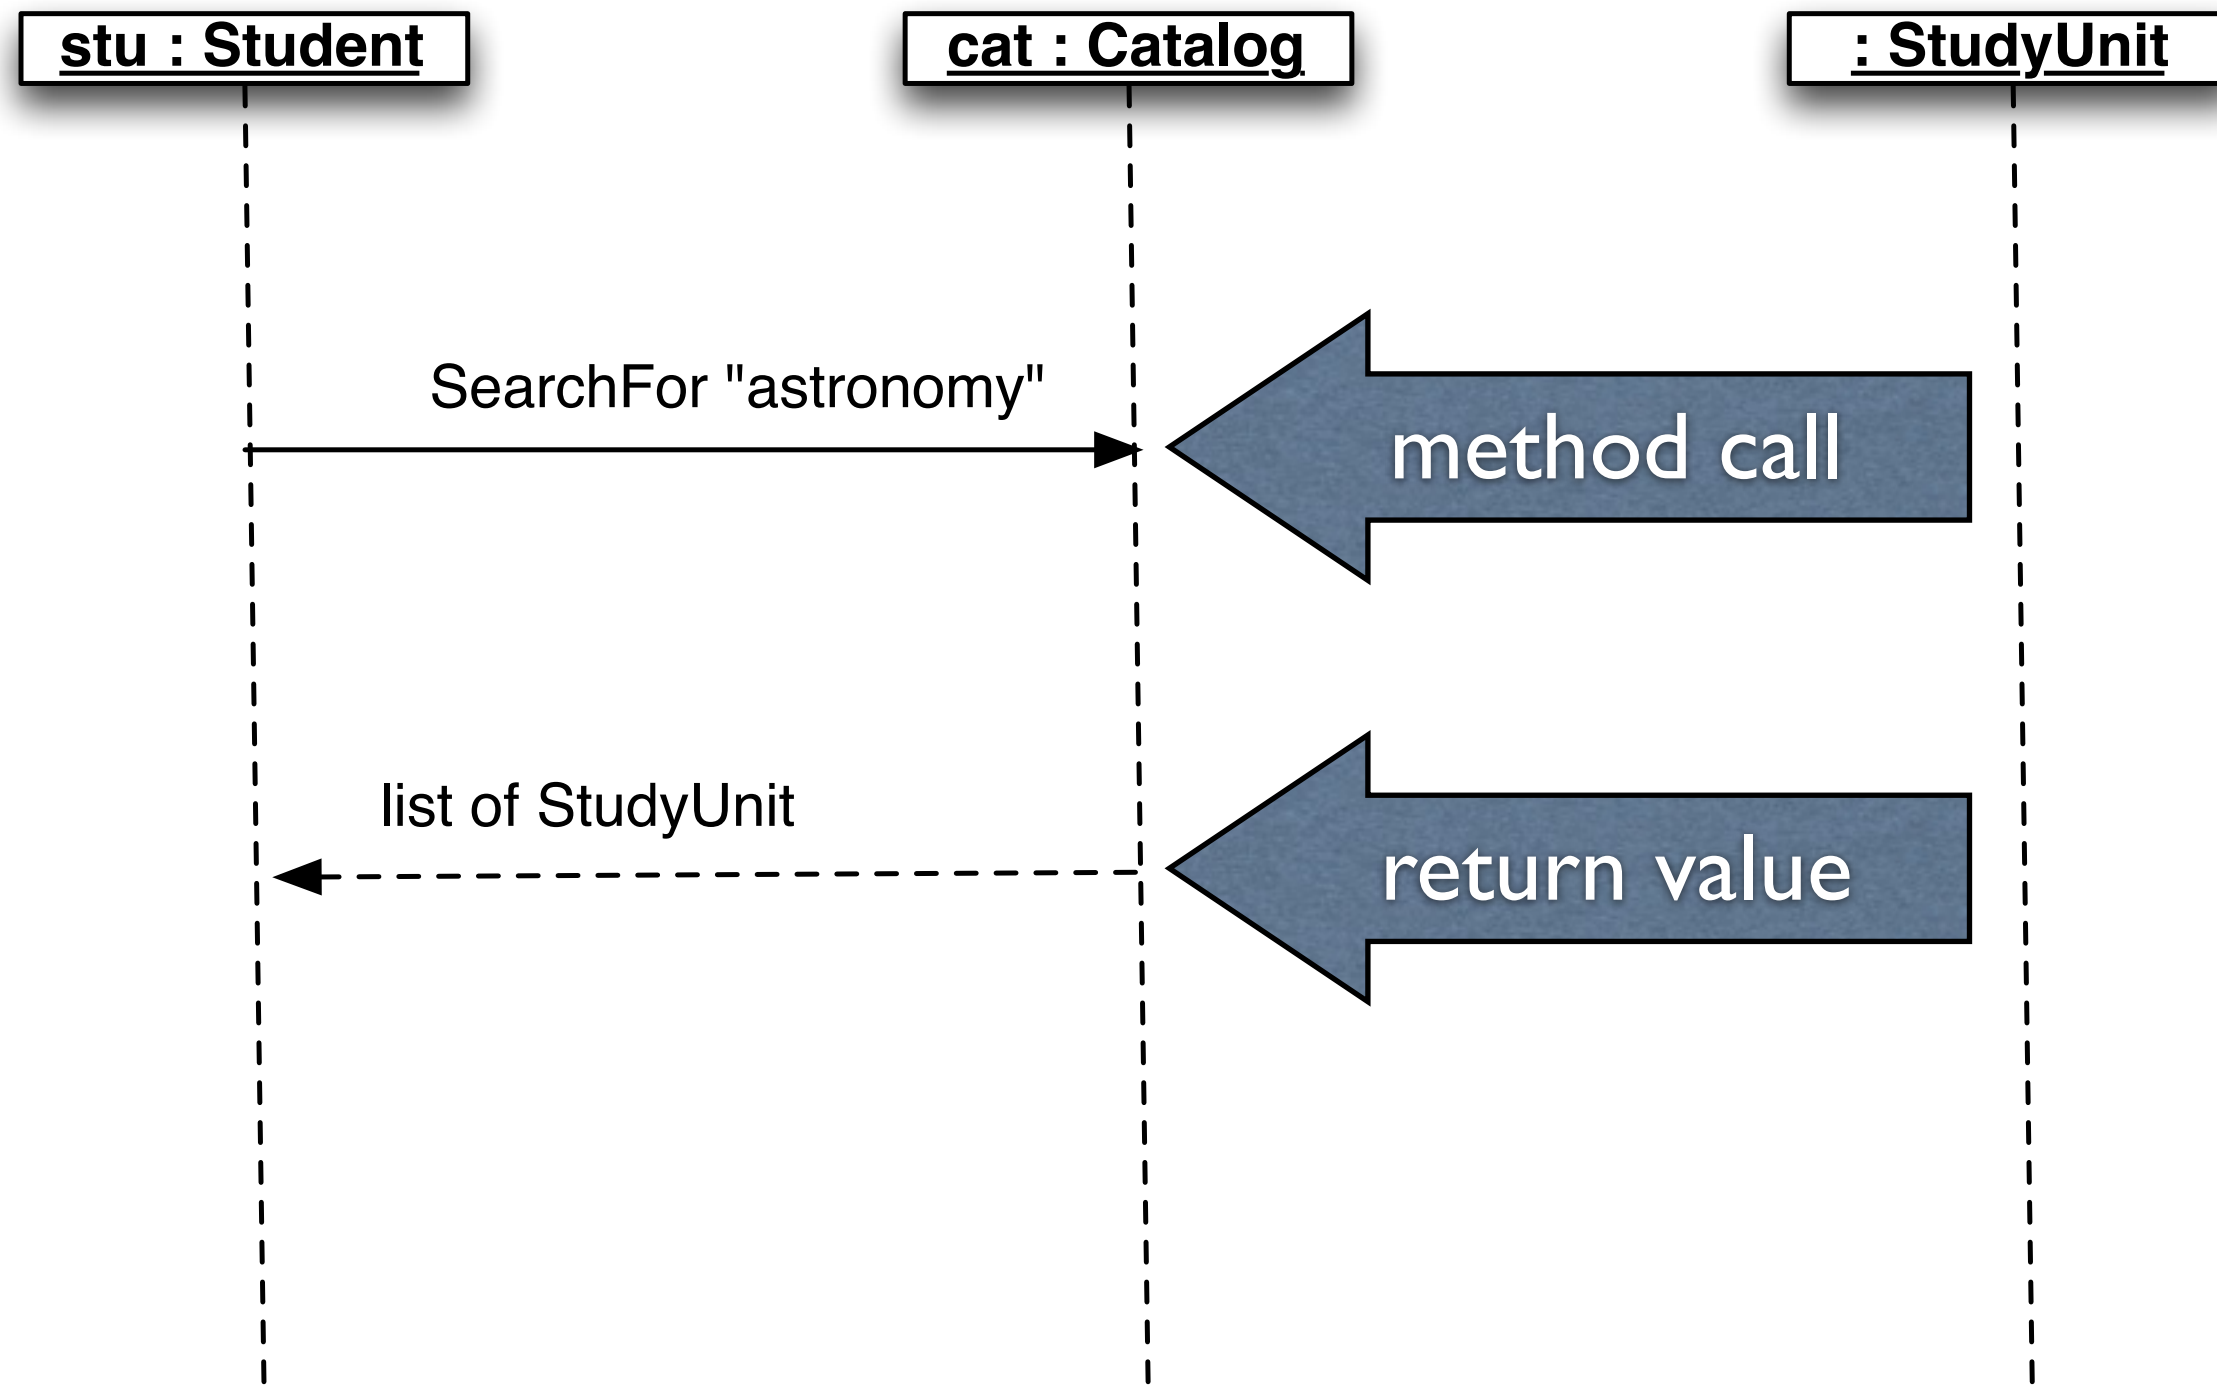 stu : Student
cat : Catalog
: StudyUnit
SearchFor "astronomy"
method call
list of StudyUnit
return value